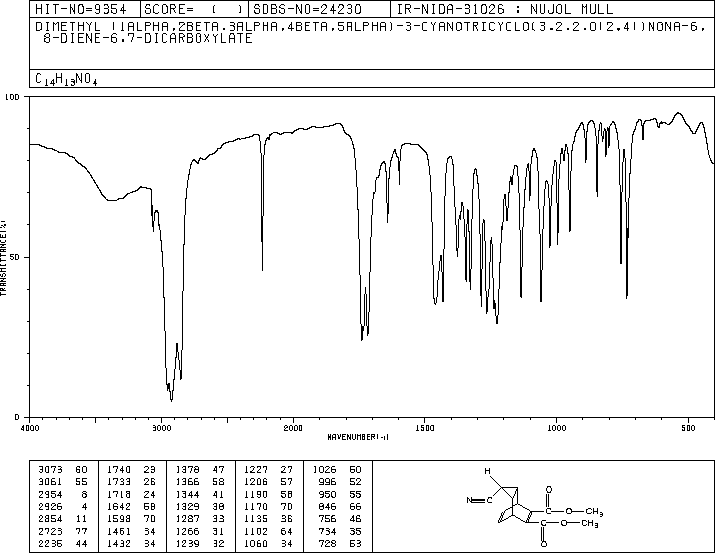 HIT-NO=9354 SCORE= ( ) SDBS-NO=24230 IR-NIDA-31026 : NUJOL MULL
DIMETHYL (1ALPHA,2BETA,3ALPHA,4BETA,5ALPHA)-3-CYANOTRICYCLO(3.2.2.0(2,4))NONA-6,
8-DIENE-6,7-DICARBOXYLATE
C14H13NO4
100
50
0
TRANSMITTANCE(%)
4000 3000 2000 1500 1000 500
WAVENUMBER(-1)
3073 60 1740 29 1378 47 1227 27 1026 50
3061 55 1733 26 1366 58 1206 57 996 52
2954 8 1718 24 1344 41 1190 58 950 55
2926 4 1642 58 1329 38 1170 70 846 66
2854 11 1598 70 1287 33 1135 36 756 46
2723 77 1461 34 1266 31 1102 64 734 35
2236 44 1432 34 1239 32 1060 34 728 53
H
N C
O
C O CH3
C O CH3
O